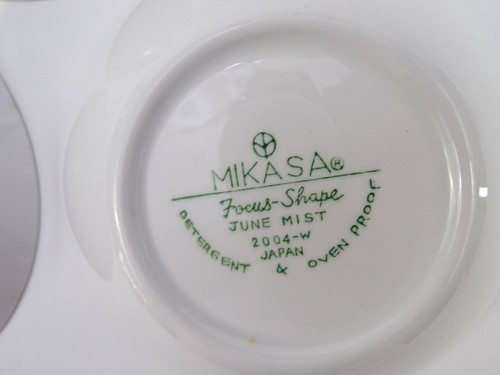 MIKASA®
Focus-Shape
JUNE MIST
2004-W
JAPAN
DETERGENT & OVEN PROOF